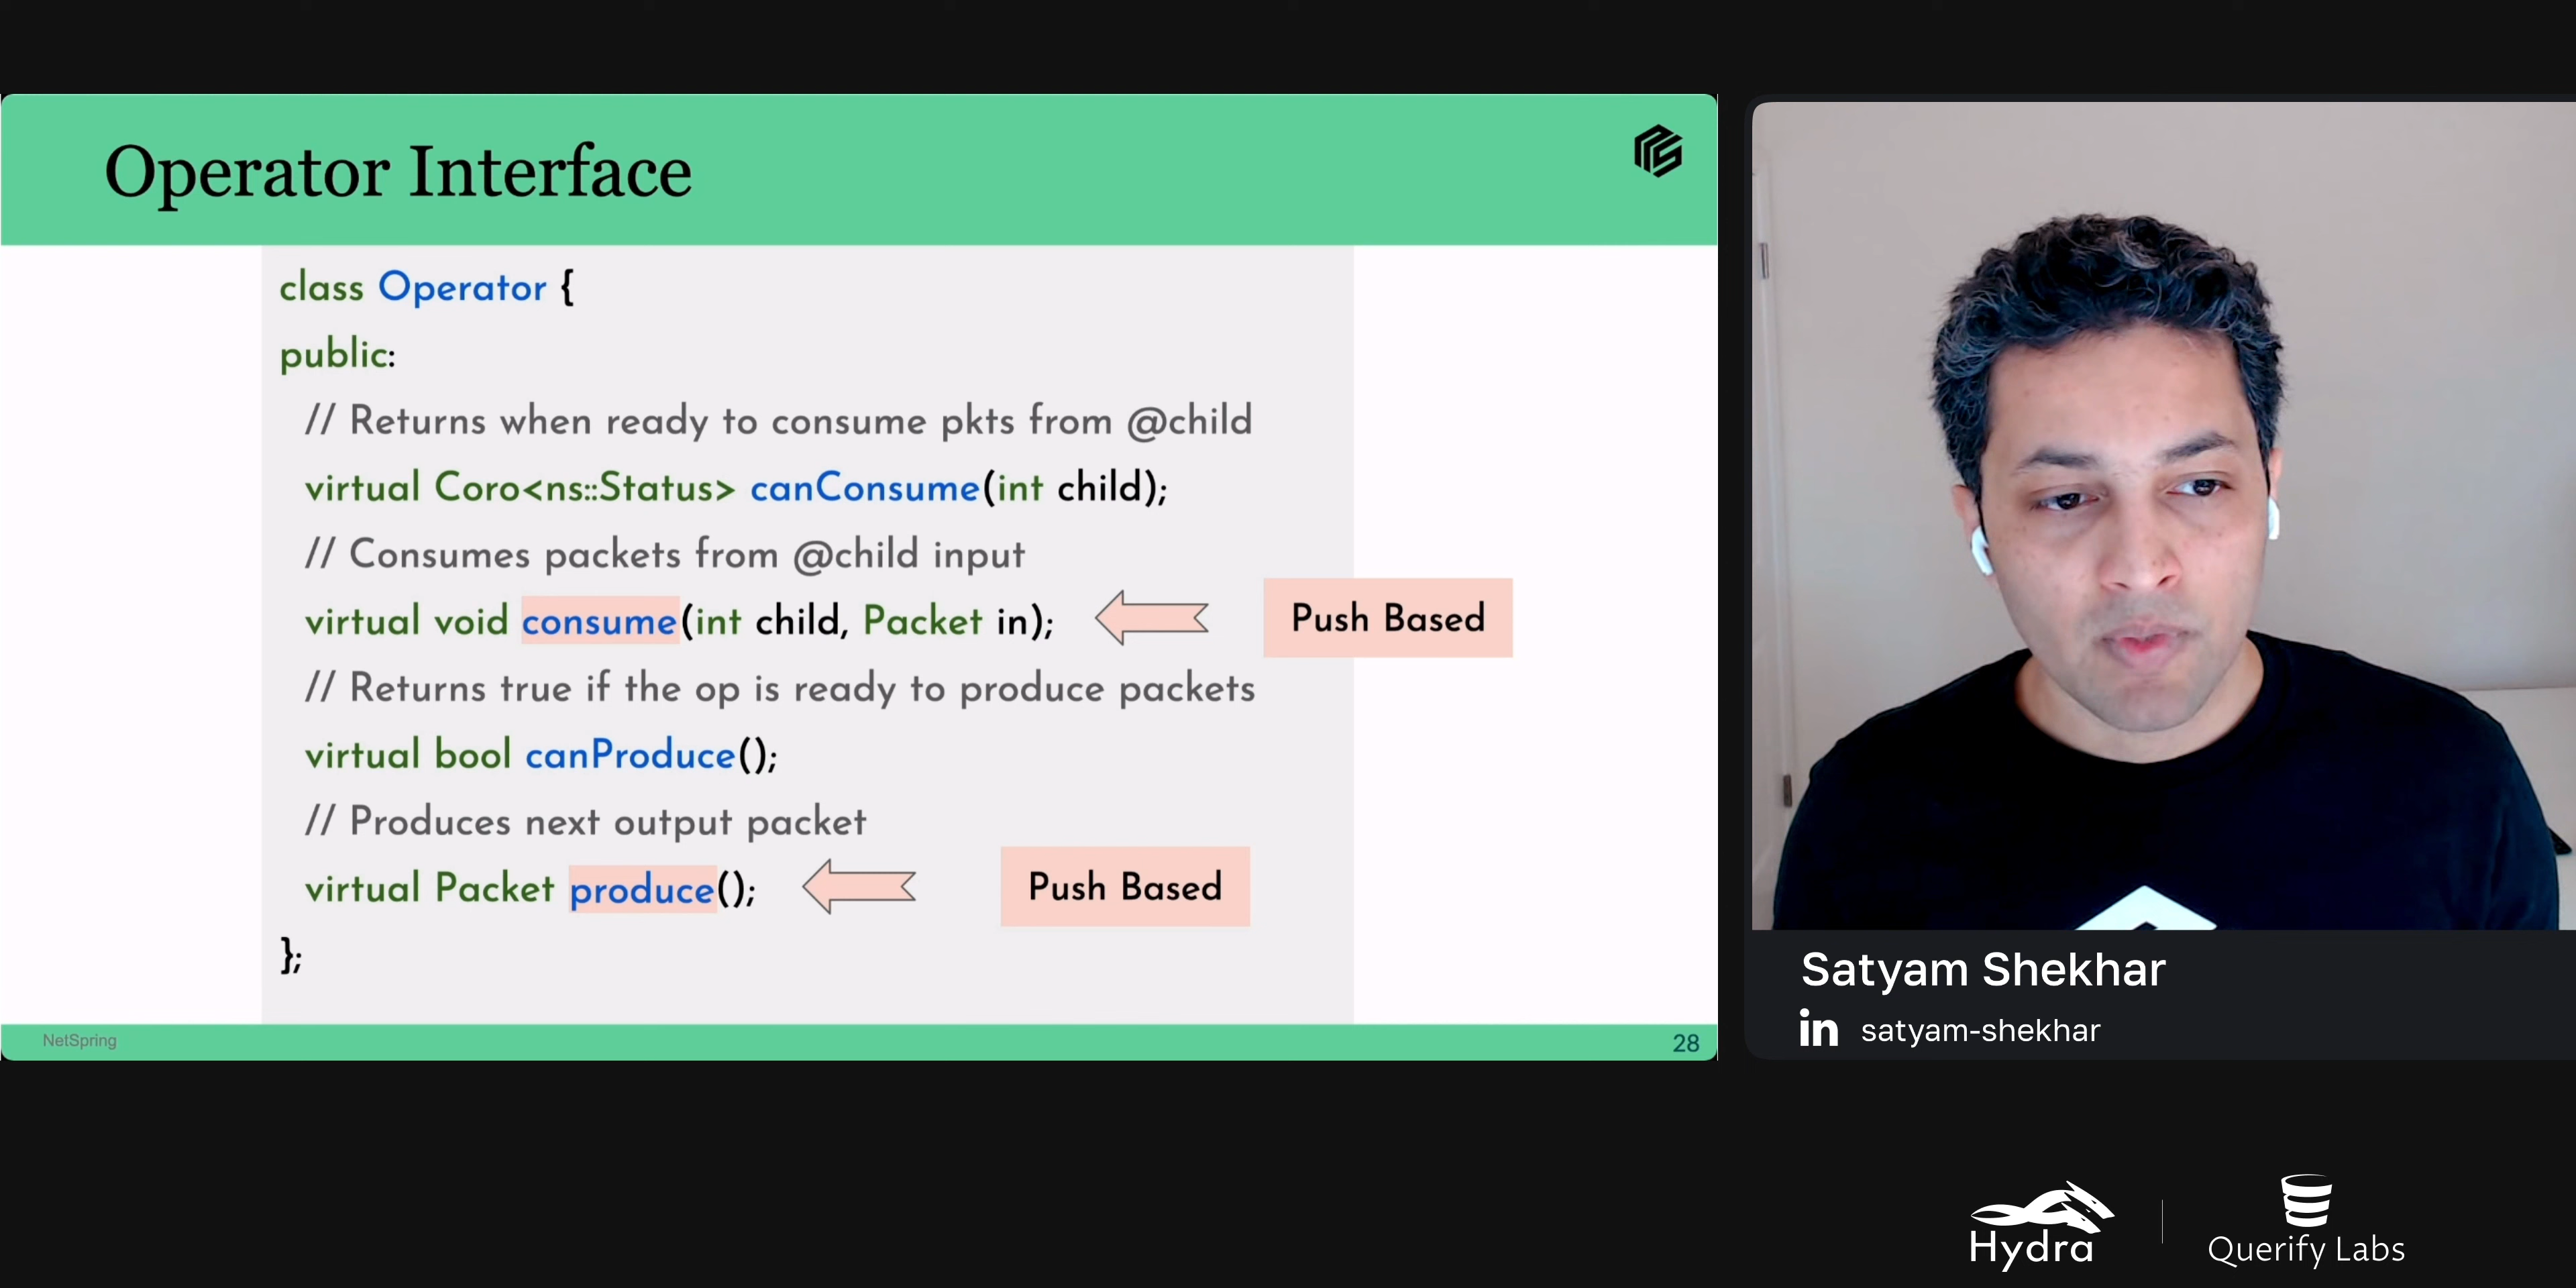 Operator Interface
class Operator {
public:
// Returns when ready to consume pkts from @child
virtual Coro<ns::Status> canConsume(int child);
// Consumes packets from @child input
virtual void consume(int child, Packet in);
Push Based
// Returns true if the op is ready to produce packets
virtual bool canProduce();
// Produces next output packet
virtual Packet produce();
Push Based
};
NetSpring
28
Satyam Shekhar
in satyam-shekhar
Hydra
Querify Labs